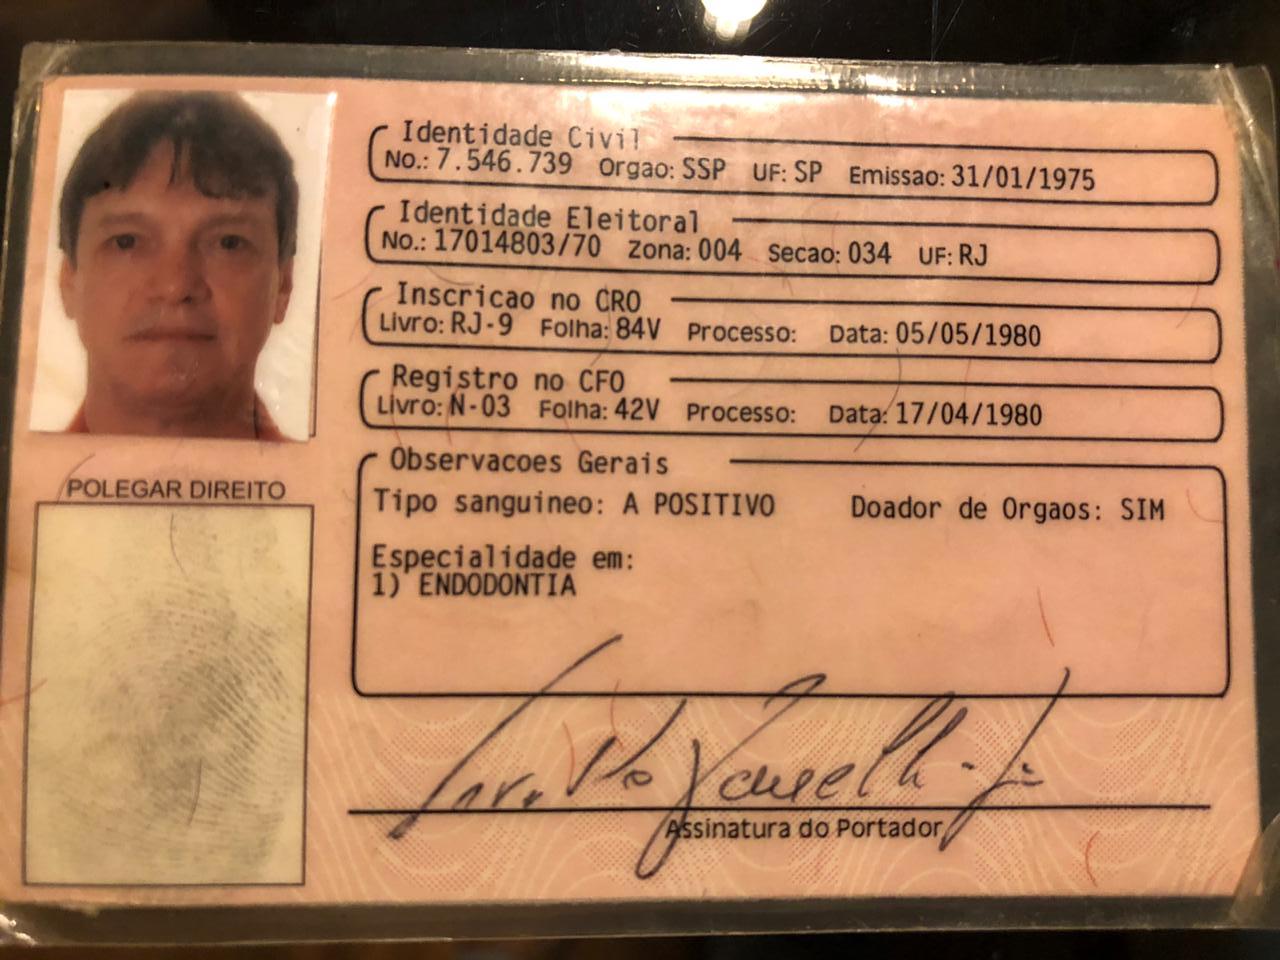 Identidade Civil
No.: 7.546.739 Orgao: SSP UF: SP Emissao: 31/01/1975
Identidade Eleitoral
No.: 17014803/70 Zona: 004 Secao: 034 UF: RJ
Inscricao no CRO
Livro: RJ-9 Folha: 84V Processo: Data: 05/05/1980
Registro no CFO
Livro: N-03 Folha: 42V Processo: Data: 17/04/1980
Observacoes Gerais
Tipo sanguineo: A POSITIVO Doador de Orgaos: SIM
Especialidade em:
1) ENDODONTIA
POLEGAR DIREITO
Assinatura do Portador